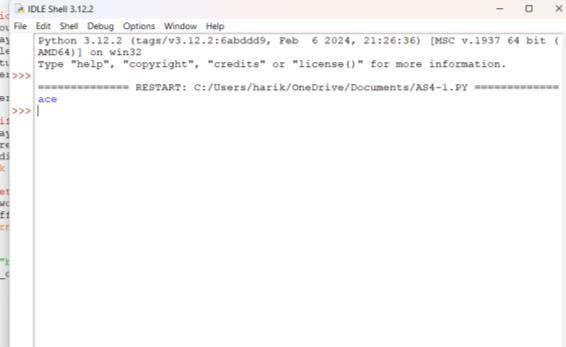 IDLE Shell 3.12.2
File Edit Shell Debug Options Window Help
Python 3.12.2 (tags/v3.12.2:6abddd9, Feb  6 2024, 21:26:36) [MSC v.1937 64 bit (
AMD64)] on win32
Type "help", "copyright", "credits" or "license()" for more information.
>>>
============== RESTART: C:/Users/harik/OneDrive/Documents/AS4-1.PY =============
ace
>>>